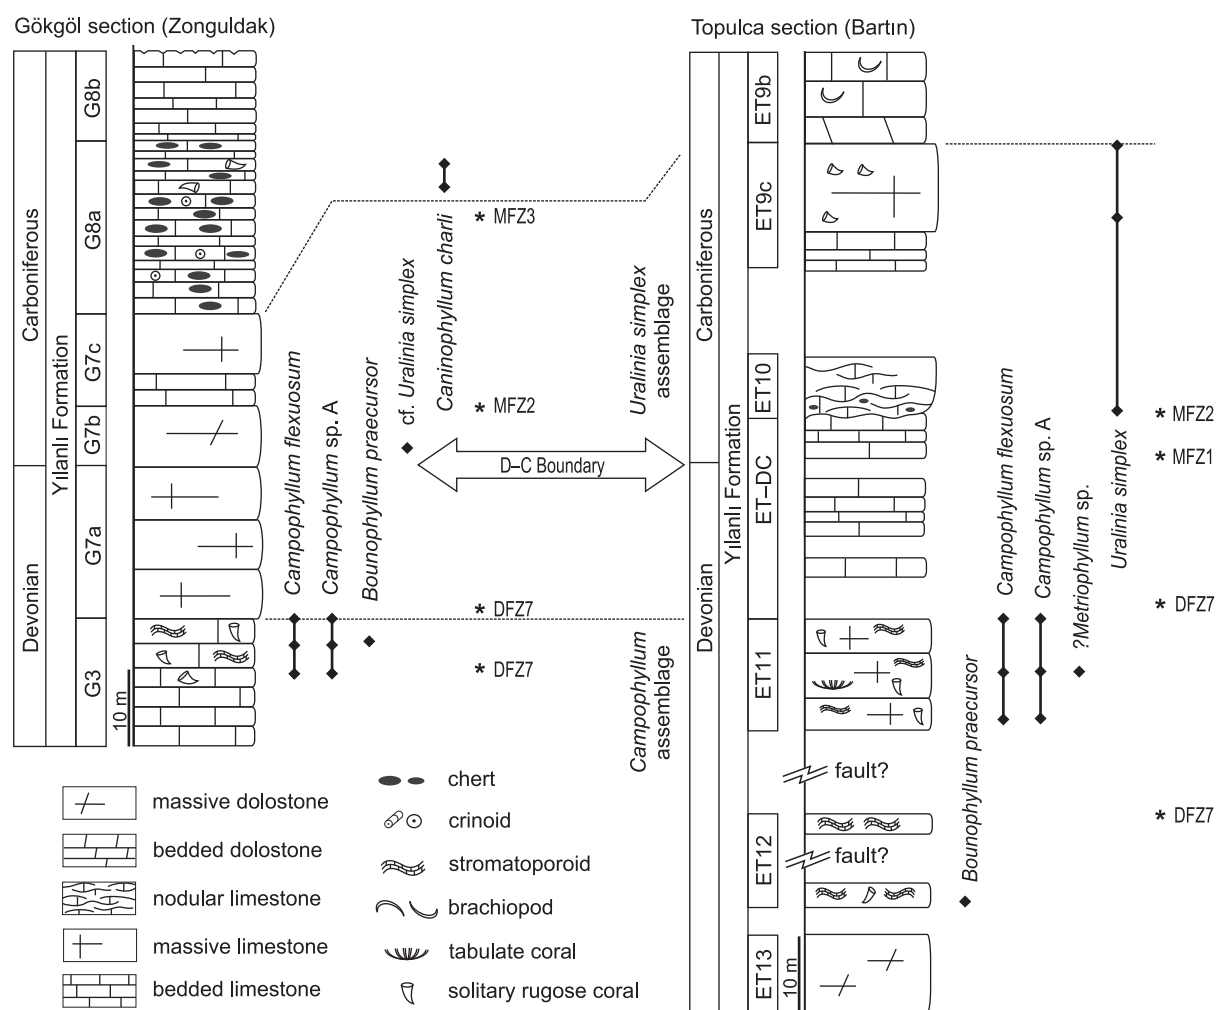 Gökgöl section (Zonguldak)
Topulca section (Bartın)
Carboniferous
Devonian
Yılanlı Formation
G8b
G8a
G7c
G7b
G7a
G3
10 m
Campophyllum flexuosum
Campophyllum sp. A
Bounophyllum praecursor
cf. Uralinia simplex
Caninophyllum charli
* MFZ3
* MFZ2
* DFZ7
* DFZ7
D–C Boundary
Uralinia simplex
assemblage
Campophyllum
assemblage
Carboniferous
Devonian
Yılanlı Formation
ET9b
ET9c
ET10
ET–DC
ET11
ET12
ET13
10 m
fault?
fault?
Bounophyllum praecursor
Campophyllum flexuosum
Campophyllum sp. A
?Metriophyllum sp.
Uralinia simplex
* MFZ2
* MFZ1
* DFZ7
* DFZ7
massive dolostone
bedded dolostone
nodular limestone
massive limestone
bedded limestone
chert
crinoid
stromatoporoid
brachiopod
tabulate coral
solitary rugose coral